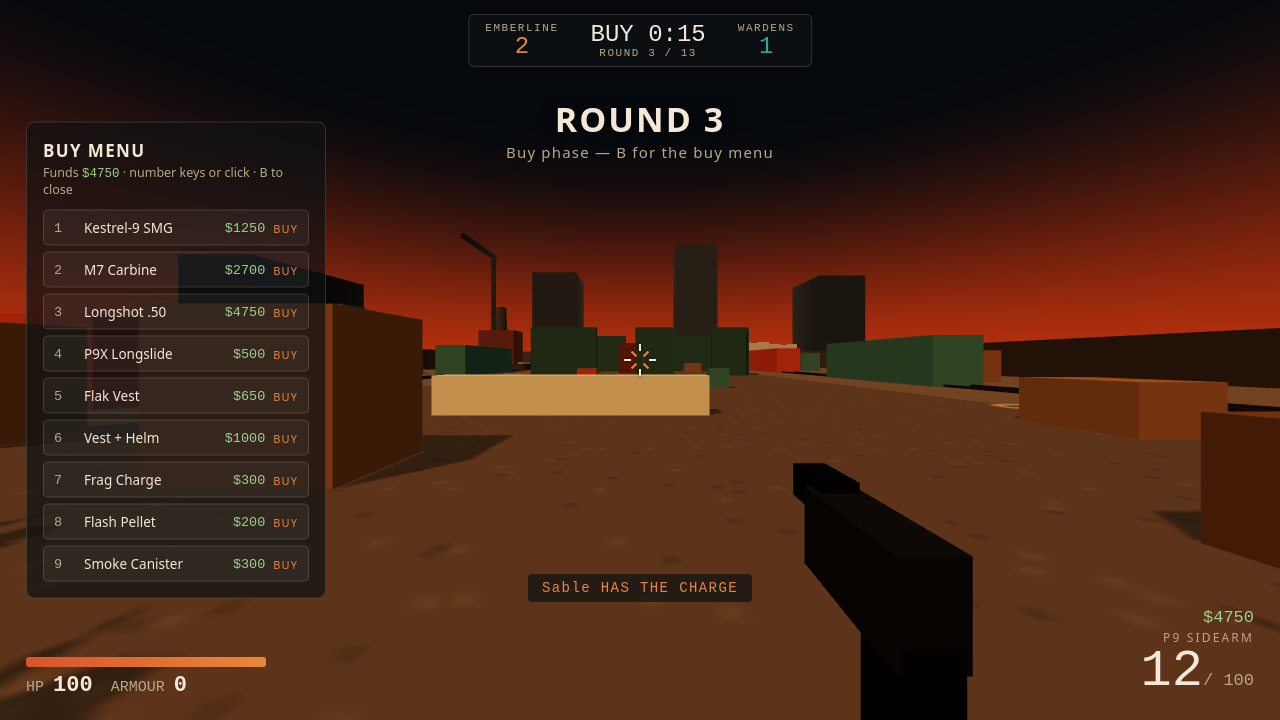 EMBERLINE
2
BUY 0:15
ROUND 3 / 13
WARDENS
1
ROUND 3
Buy phase — B for the buy menu
BUY MENU
Funds $4750 · number keys or click · B to
close
1 Kestrel-9 SMG $1250 BUY
2 M7 Carbine $2700 BUY
3 Longshot .50 $4750 BUY
4 P9X Longslide $500 BUY
5 Flak Vest $650 BUY
6 Vest + Helm $1000 BUY
7 Frag Charge $300 BUY
8 Flash Pellet $200 BUY
9 Smoke Canister $300 BUY
Sable HAS THE CHARGE
HP 100 ARMOUR 0
$4750
P9 SIDEARM
12 / 100